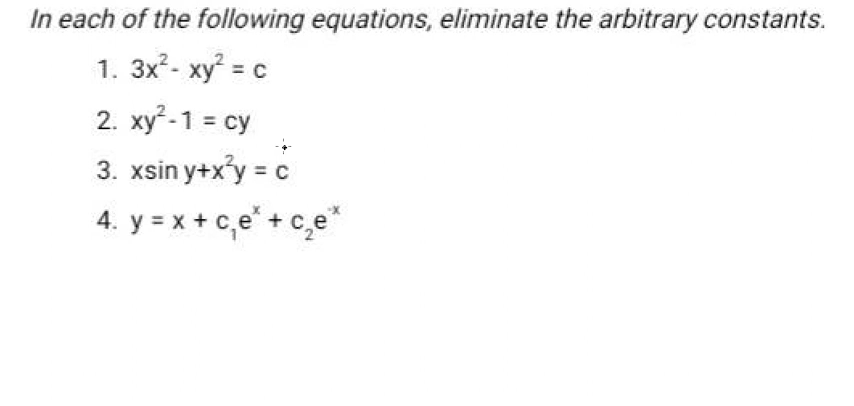 In each of the following equations, eliminate the arbitrary constants.
1. 3x²- xy² = c
2. xy²-1 = cy
3. xsin y+x²y = c
4. y = x + c₁eˣ + c₂e⁻ˣ